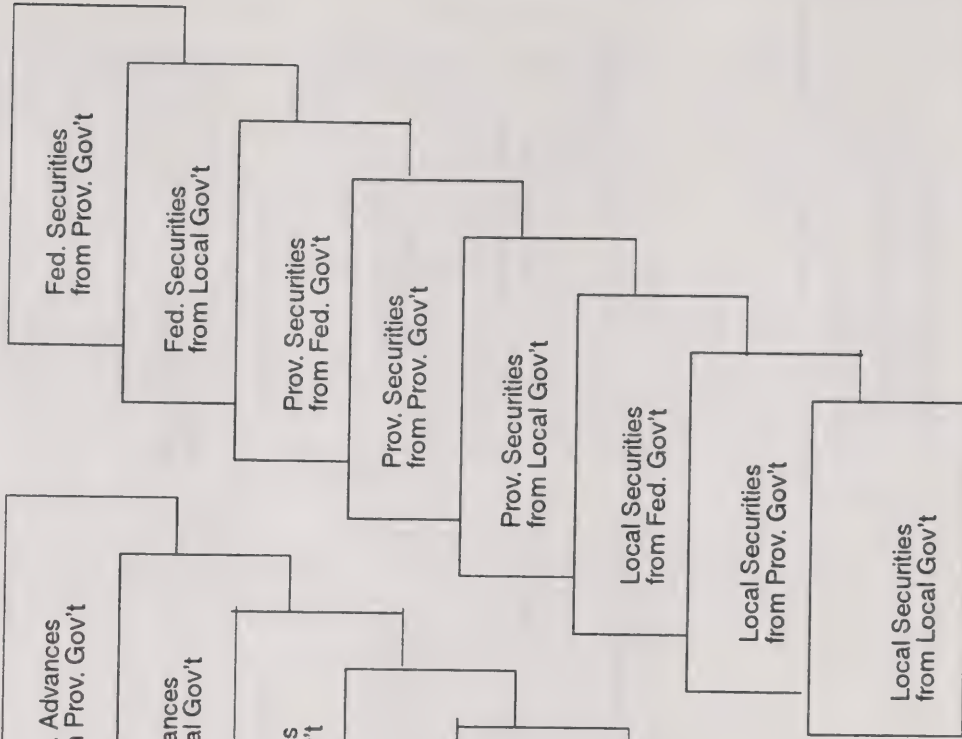 Fed. Securities
from Prov. Gov't
Fed. Securities
from Local Gov't
Prov. Securities
from Fed. Gov't
Prov. Securities
from Prov. Gov't
Prov. Securities
from Local Gov't
Local Securities
from Fed. Gov't
Local Securities
from Prov. Gov't
Local Securities
from Local Gov't
Advances
Prov. Gov't
Gov't